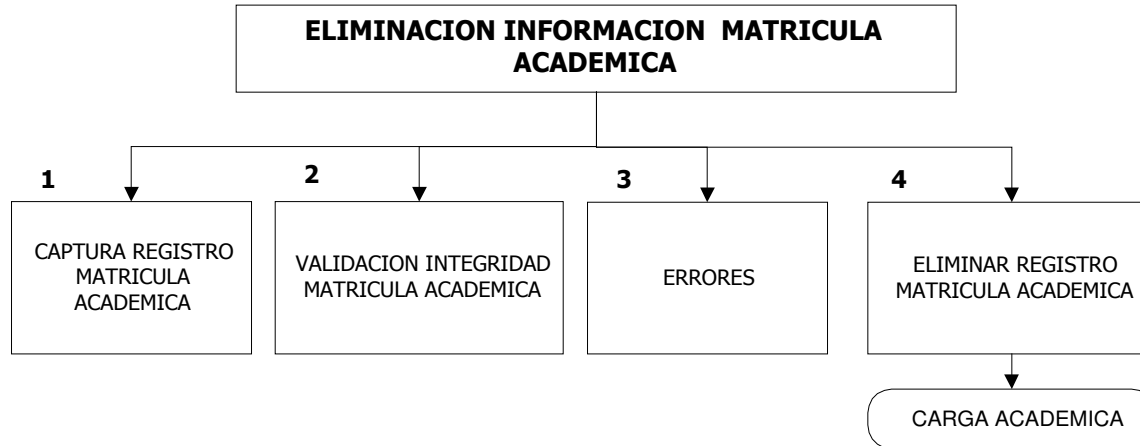 ELIMINACION INFORMACION MATRICULA
ACADEMICA
1
2
3
4
CAPTURA REGISTRO
MATRICULA
ACADEMICA
VALIDACION INTEGRIDAD
MATRICULA ACADEMICA
ERRORES
ELIMINAR REGISTRO
MATRICULA ACADEMICA
CARGA ACADEMICA